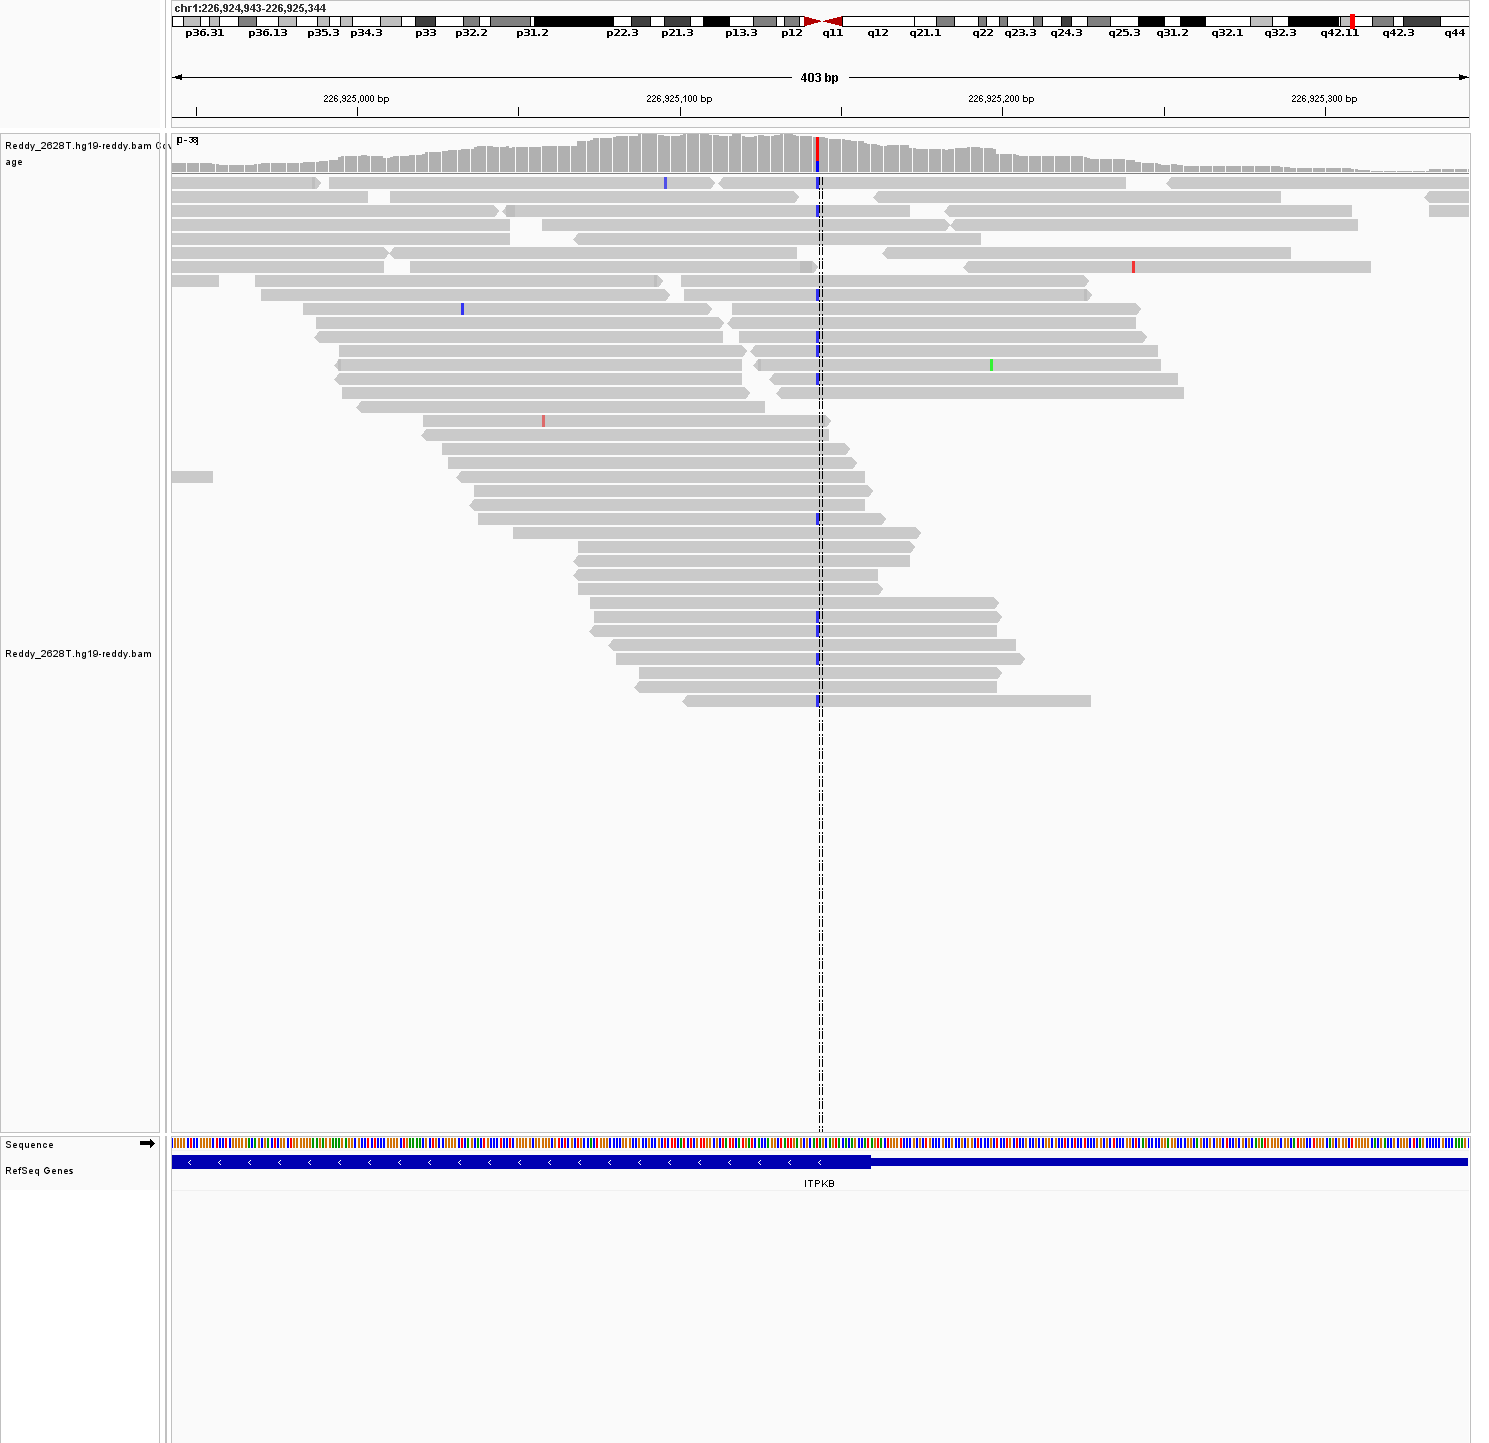 chr1:226,924,943-226,925,344
p36.31 p36.13 p35.3 p34.3 p33 p32.2 p31.2 p22.3 p21.3 p13.3 p12 q11 q12 q21.1 q22 q23.3 q24.3 q25.3 q31.2 q32.1 q32.3 q42.11 q42.3 q44
403 bp
226,925,000 bp 226,925,100 bp 226,925,200 bp 226,925,300 bp
[0 - 38]
Reddy_2628T.hg19-reddy.bam Cov
age
Reddy_2628T.hg19-reddy.bam
Sequence
RefSeq Genes
ITPKB